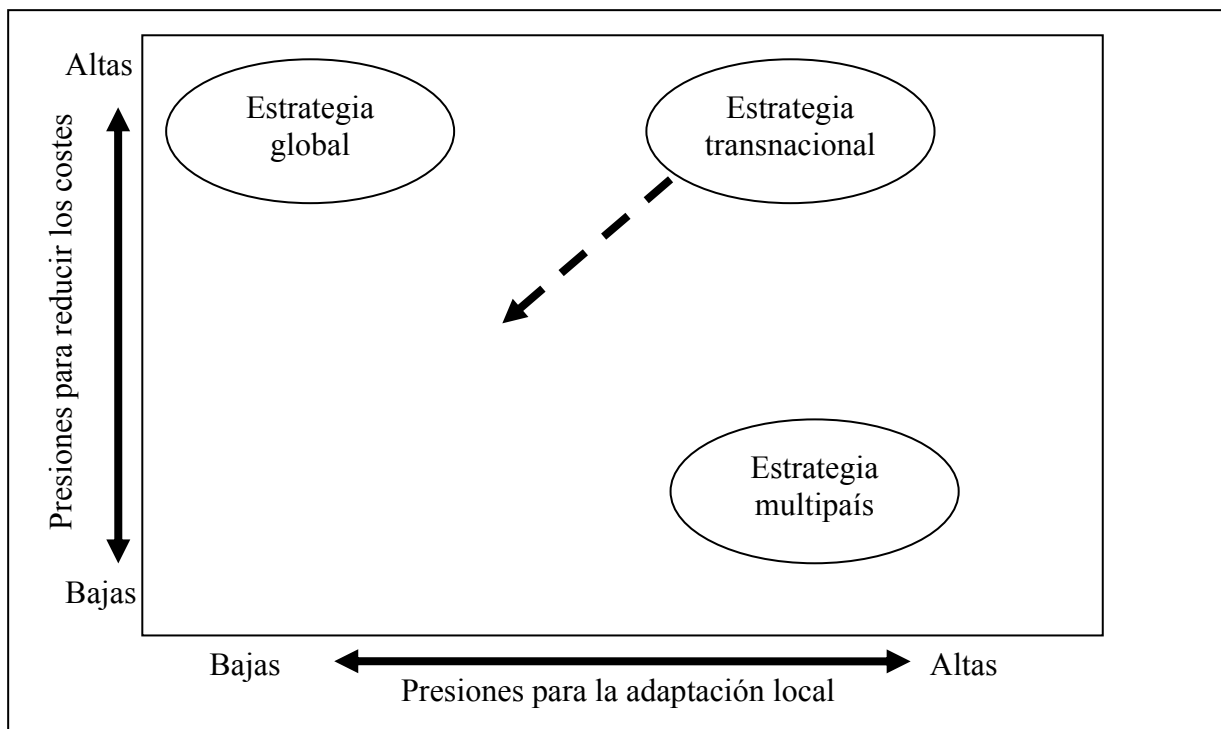 Altas
Presiones para reducir los costes
Bajas
Estrategia
global
Estrategia
transnacional
Estrategia
multipaís
Bajas
Altas
Presiones para la adaptación local